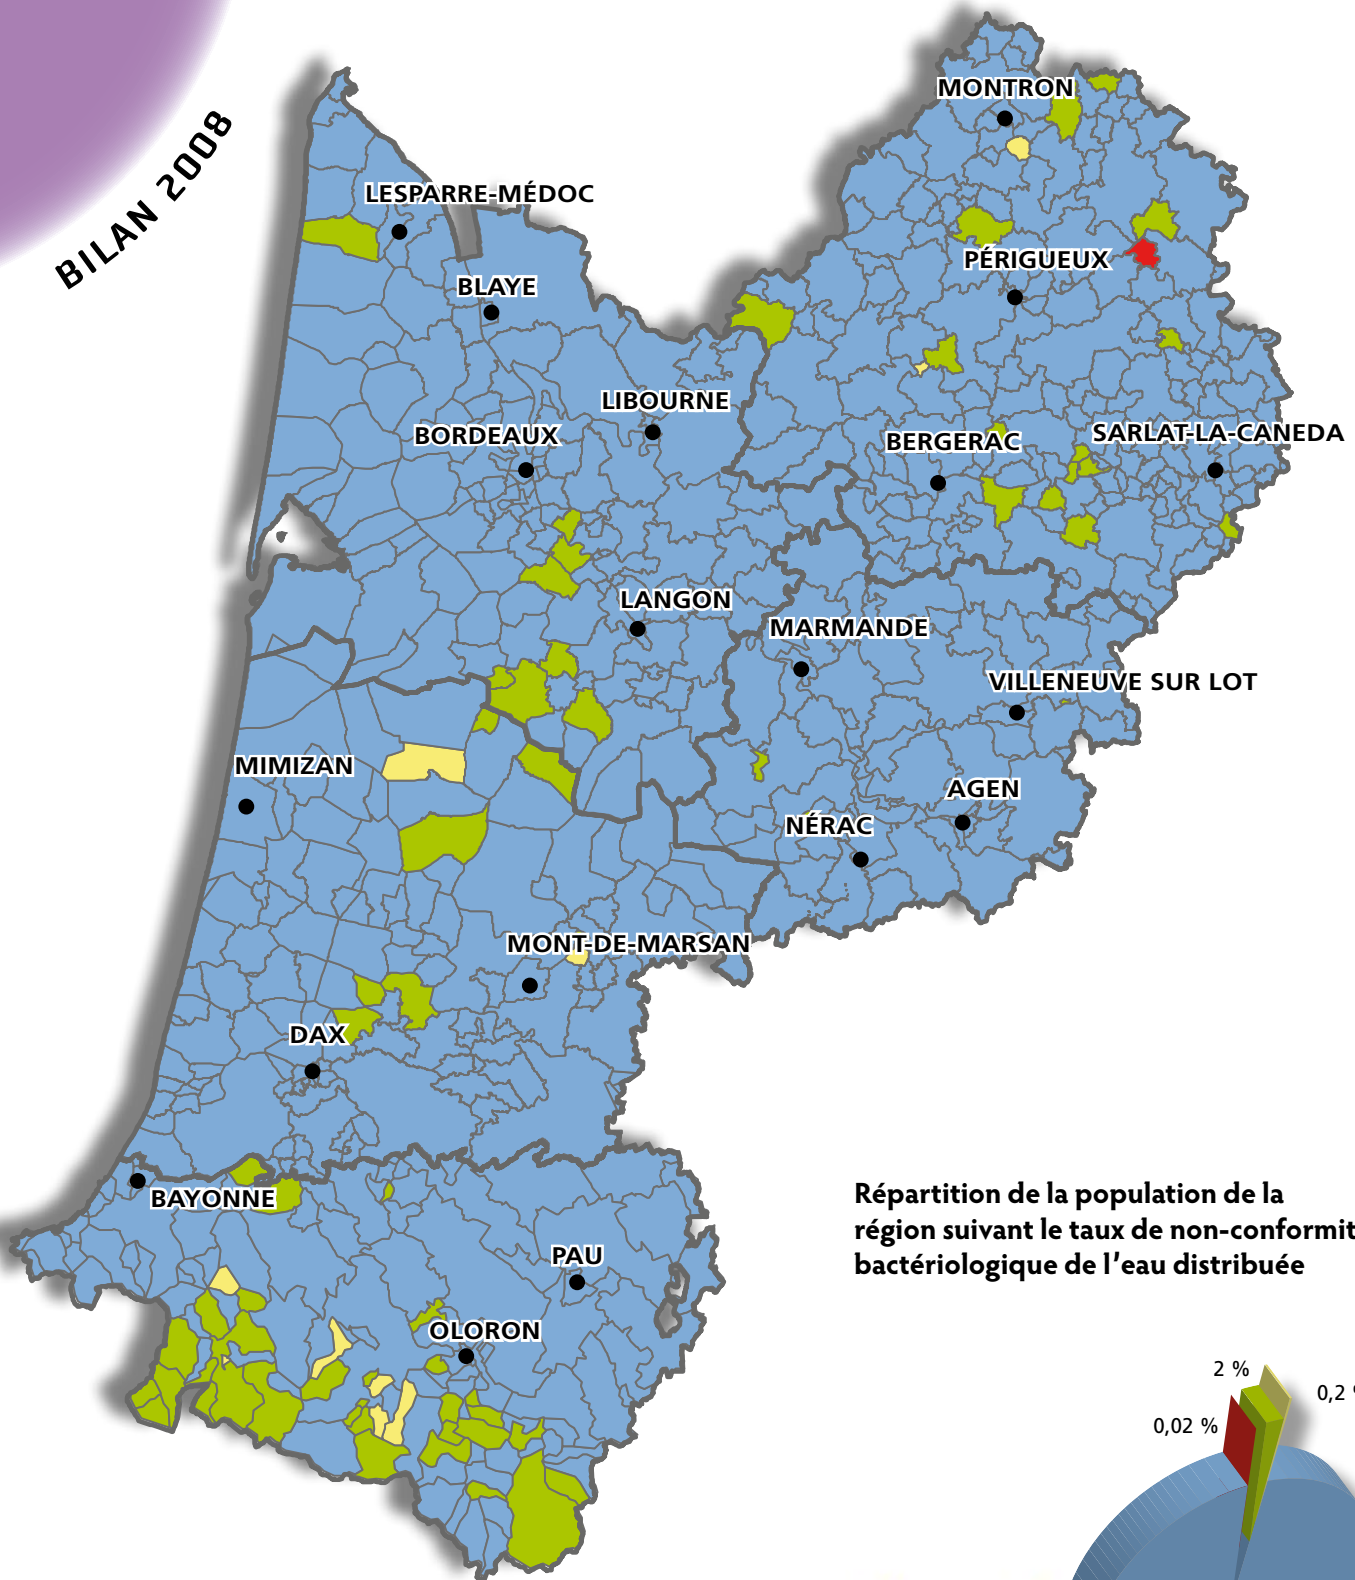 BILAN 2008
MONTRON
LESPARRE-MÉDOC
PÉRIGUEUX
BLAYE
LIBOURNE
BORDEAUX
BERGERAC
SARLAT-LA-CANEDA
LANGON
MARMANDE
VILLENEUVE SUR LOT
MIMIZAN
AGEN
NÉRAC
MONT-DE-MARSAN
DAX
BAYONNE
PAU
OLORON
Répartition de la population de la
région suivant le taux de non-conformit
bactériologique de l'eau distribuée
2 %
0,2
0,02 %